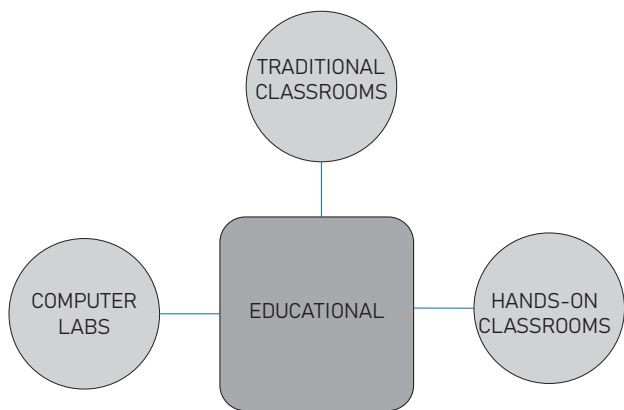 TRADITIONAL
CLASSROOMS
COMPUTER
LABS
EDUCATIONAL
HANDS-ON
CLASSROOMS